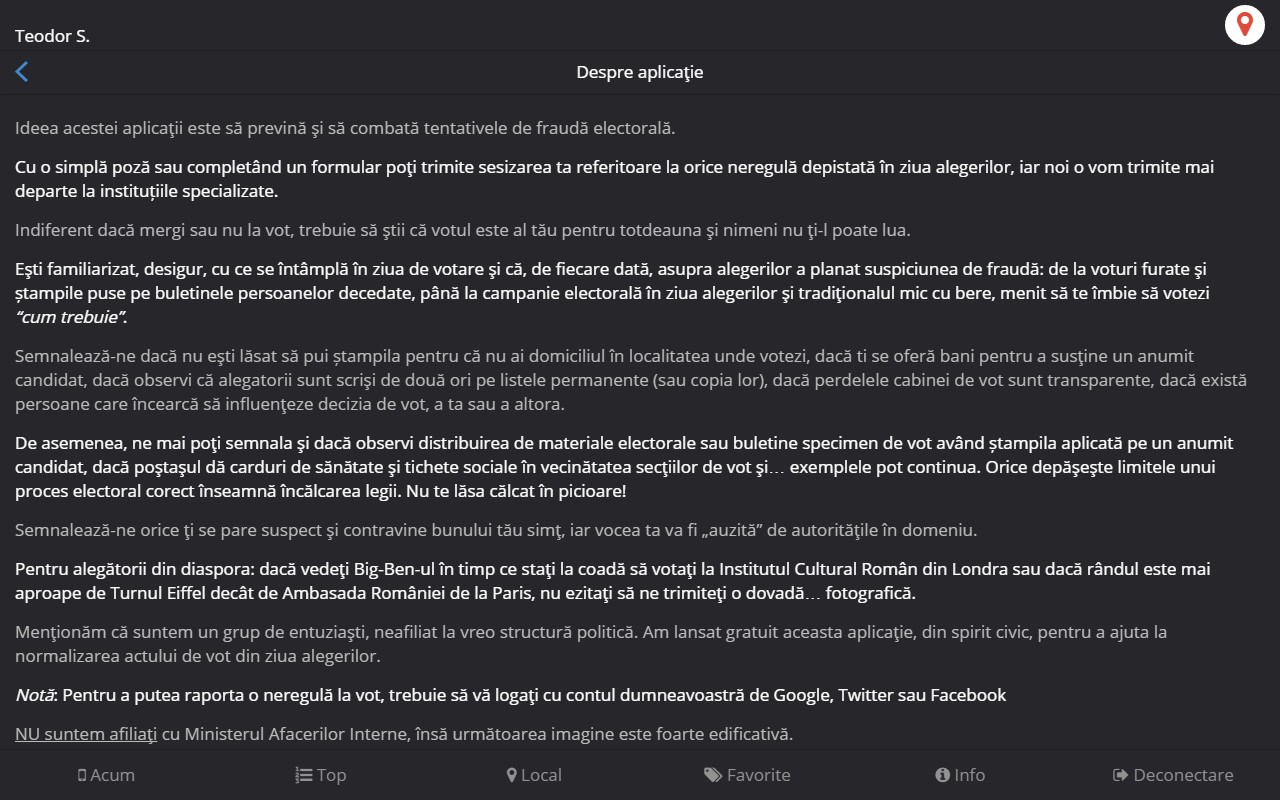 Teodor S.
Despre aplicaţie
Ideea acestei aplicaţii este să prevină şi să combată tentativele de fraudă electorală.
Cu o simplă poză sau completând un formular poţi trimite sesizarea ta referitoare la orice neregulă depistată în ziua alegerilor, iar noi o vom trimite mai
departe la instituțiile specializate.
Indiferent dacă mergi sau nu la vot, trebuie să ştii că votul este al tău pentru totdeauna şi nimeni nu ţi-l poate lua.
Eşti familiarizat, desigur, cu ce se întâmplă în ziua de votare şi că, de fiecare dată, asupra alegerilor a planat suspiciunea de fraudă: de la voturi furate şi
ștampile puse pe buletinele persoanelor decedate, până la campanie electorală în ziua alegerilor şi tradiţionalul mic cu bere, menit să te îmbie să votezi
“cum trebuie”.
Semnalează-ne dacă nu eşti lăsat să pui ștampila pentru că nu ai domiciliul în localitatea unde votezi, dacă ti se oferă bani pentru a susţine un anumit
candidat, dacă observi că alegatorii sunt scrişi de două ori pe listele permanente (sau copia lor), dacă perdelele cabinei de vot sunt transparente, dacă există
persoane care încearcă să influenţeze decizia de vot, a ta sau a altora.
De asemenea, ne mai poţi semnala şi dacă observi distribuirea de materiale electorale sau buletine specimen de vot având ștampila aplicată pe un anumit
candidat, dacă poştaşul dă carduri de sănătate şi tichete sociale în vecinătatea secţiilor de vot şi… exemplele pot continua. Orice depăşeşte limitele unui
proces electoral corect înseamnă încălcarea legii. Nu te lăsa călcat în picioare!
Semnalează-ne orice ţi se pare suspect şi contravine bunului tău simţ, iar vocea ta va fi „auzită” de autorităţile în domeniu.
Pentru alegătorii din diaspora: dacă vedeţi Big-Ben-ul în timp ce staţi la coadă să votaţi la Institutul Cultural Român din Londra sau dacă rândul este mai
aproape de Turnul Eiffel decât de Ambasada României de la Paris, nu ezitaţi să ne trimiteţi o dovadă… fotografică.
Menţionăm că suntem un grup de entuziaşti, neafiliat la vreo structură politică. Am lansat gratuit aceasta aplicaţie, din spirit civic, pentru a ajuta la
normalizarea actului de vot din ziua alegerilor.
Notă: Pentru a putea raporta o neregulă la vot, trebuie să vă logaţi cu contul dumneavoastră de Google, Twitter sau Facebook
NU suntem afiliaţi cu Ministerul Afacerilor Interne, însă următoarea imagine este foarte edificativă.
Acum Top Local Favorite Info Deconectare